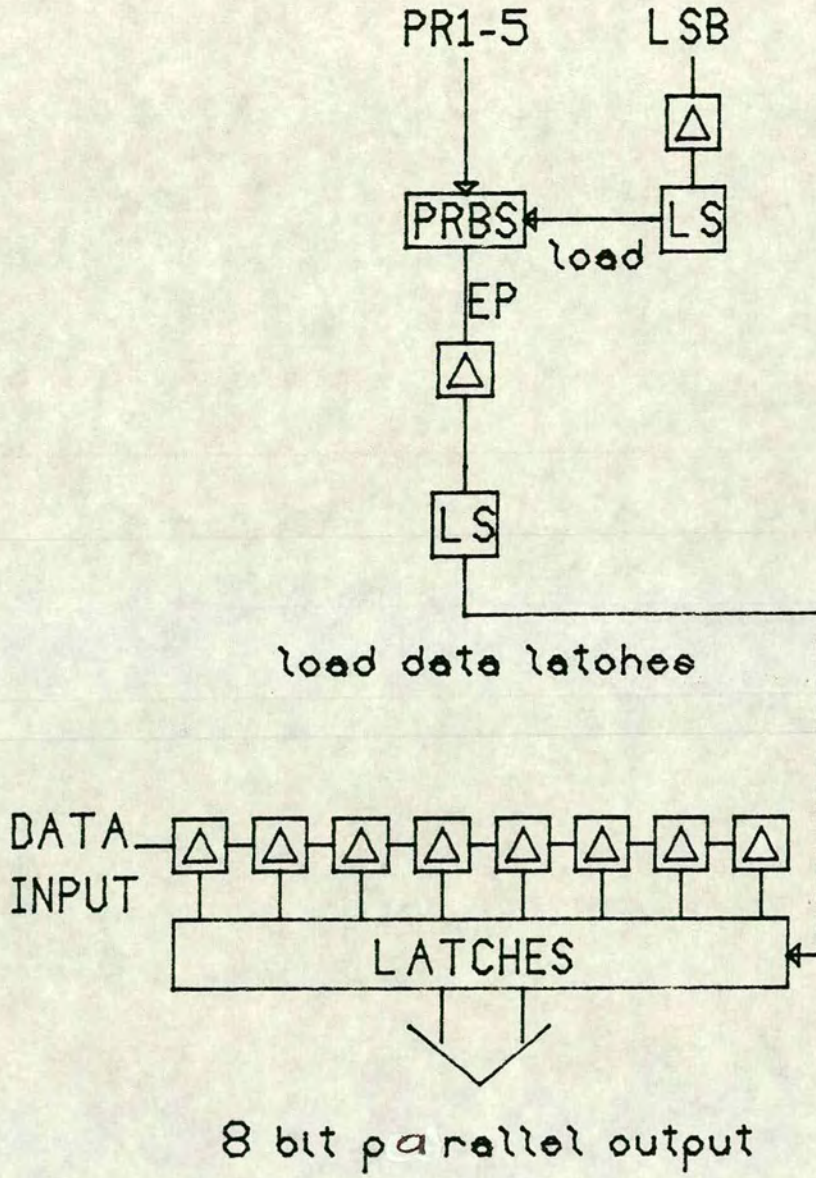 PR1-5 LSB
PRBS LS
load
EP
LS
load data latches
DATA
INPUT
LATCHES
8 bit parallel output